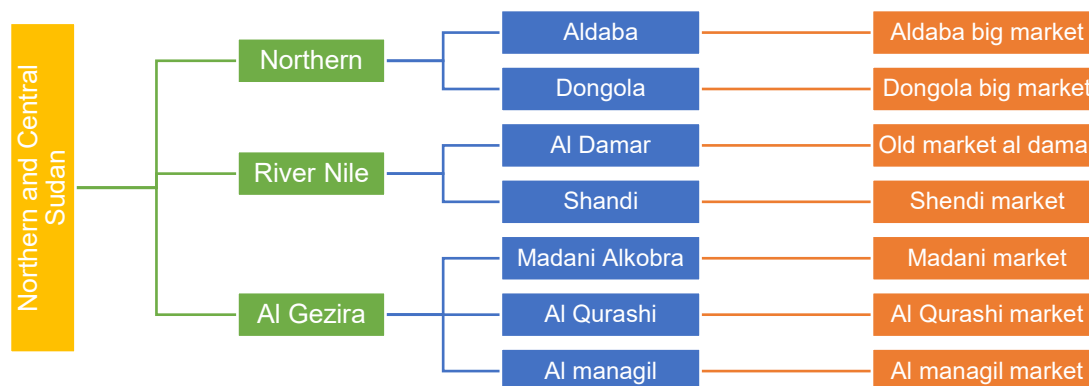 Northern and Central
Sudan
Northern
Aldaba
Aldaba big market
Dongola
Dongola big market
River Nile
Al Damar
Old market al dama
Shandi
Shendi market
Al Gezira
Madani Alkobra
Madani market
Al Qurashi
Al Qurashi market
Al managil
Al managil market